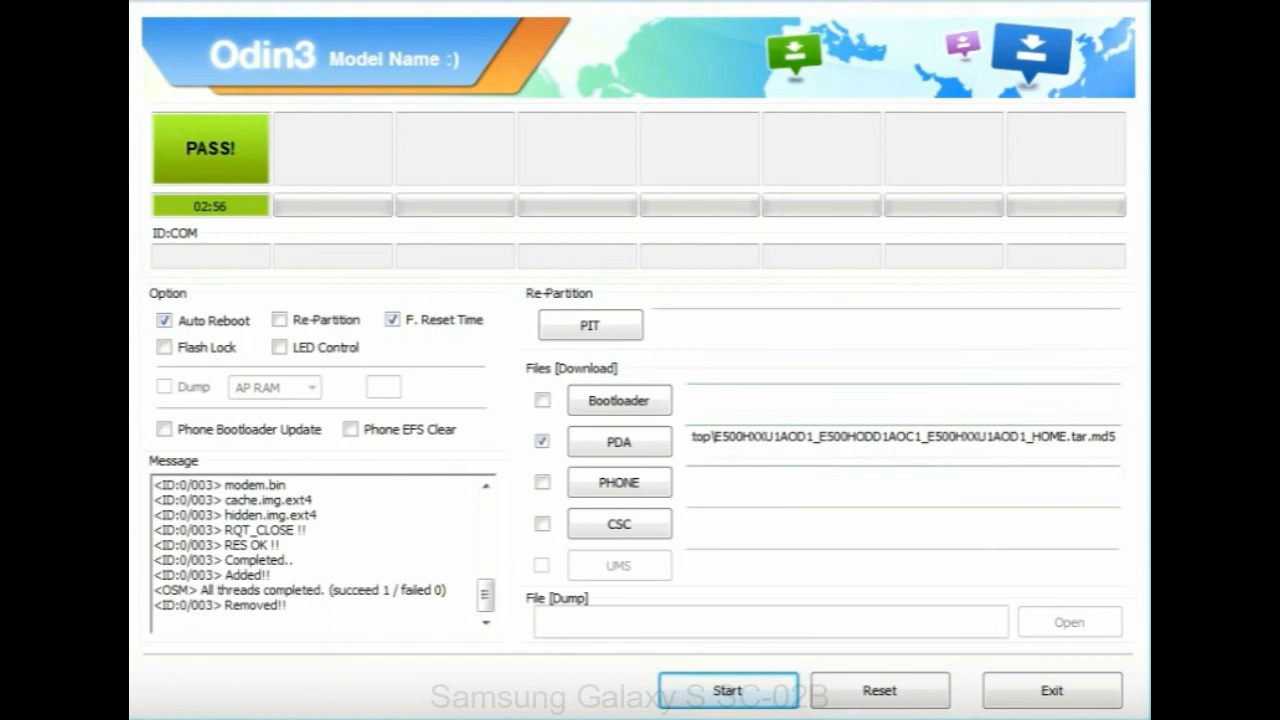 Odin3 Model Name :)
PASS!
02:56
ID:COM
Option
Auto Reboot Re-Partition F. Reset Time
Flash Lock LED Control
Dump AP RAM
Phone Bootloader Update Phone EFS Clear
Message
<ID:0/003> modem.bin
<ID:0/003> cache.img.ext4
<ID:0/003> hidden.img.ext4
<ID:0/003> RQT_CLOSE !!
<ID:0/003> RES OK !!
<ID:0/003> Completed..
<ID:0/003> Added!!
<OSM> All threads completed. (succeed 1 / failed 0)
<ID:0/003> Removed!!
Re-Partition
PIT
Files [Download]
Bootloader
PDA top\E500HXXU1AOD1_E500HODD1AOC1_E500HXXU1AOD1_HOME.tar.md5
PHONE
CSC
UMS
File [Dump]
Open
Start Reset Exit
Samsung Galaxy S SC-02B